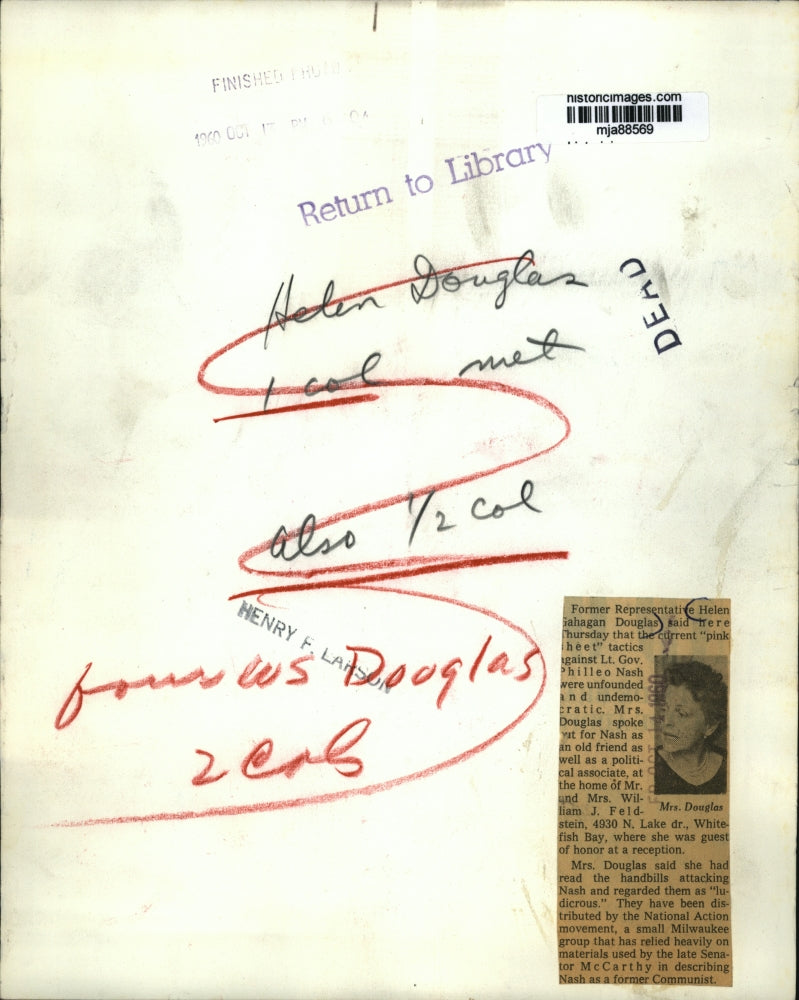 FINISHED
historicimages.com
mja88569
1960 OCT 17 PM
Return to Library
DEAD
Helen Douglas
1 col met
also 1/2 col
HENRY F. LARSON
Douglas
2 col
FR OCT 14 1960
JC
Former Representative Helen
Gahagan Douglas said here
Thursday that the current "pink
sheet" tactics
against Lt. Gov.
Philleo Nash
were unfounded
and undemo-
cratic. Mrs.
Douglas spoke
out for Nash as
an old friend as
well as a politi-
cal associate, at
the home of Mr.
and Mrs. Wil-
liam J. Feld-
stein, 4930 N. Lake dr., White-
fish Bay, where she was guest
of honor at a reception.
Mrs. Douglas
Mrs. Douglas said she had
read the handbills attacking
Nash and regarded them as "lu-
dicrous." They have been dis-
tributed by the National Action
movement, a small Milwaukee
group that has relied heavily on
materials used by the late Sena-
tor McCarthy in describing
Nash as a former Communist.